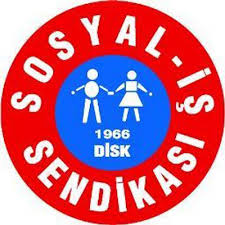 SOSYAL-İŞ
1966
DİSK
SENDİKASI